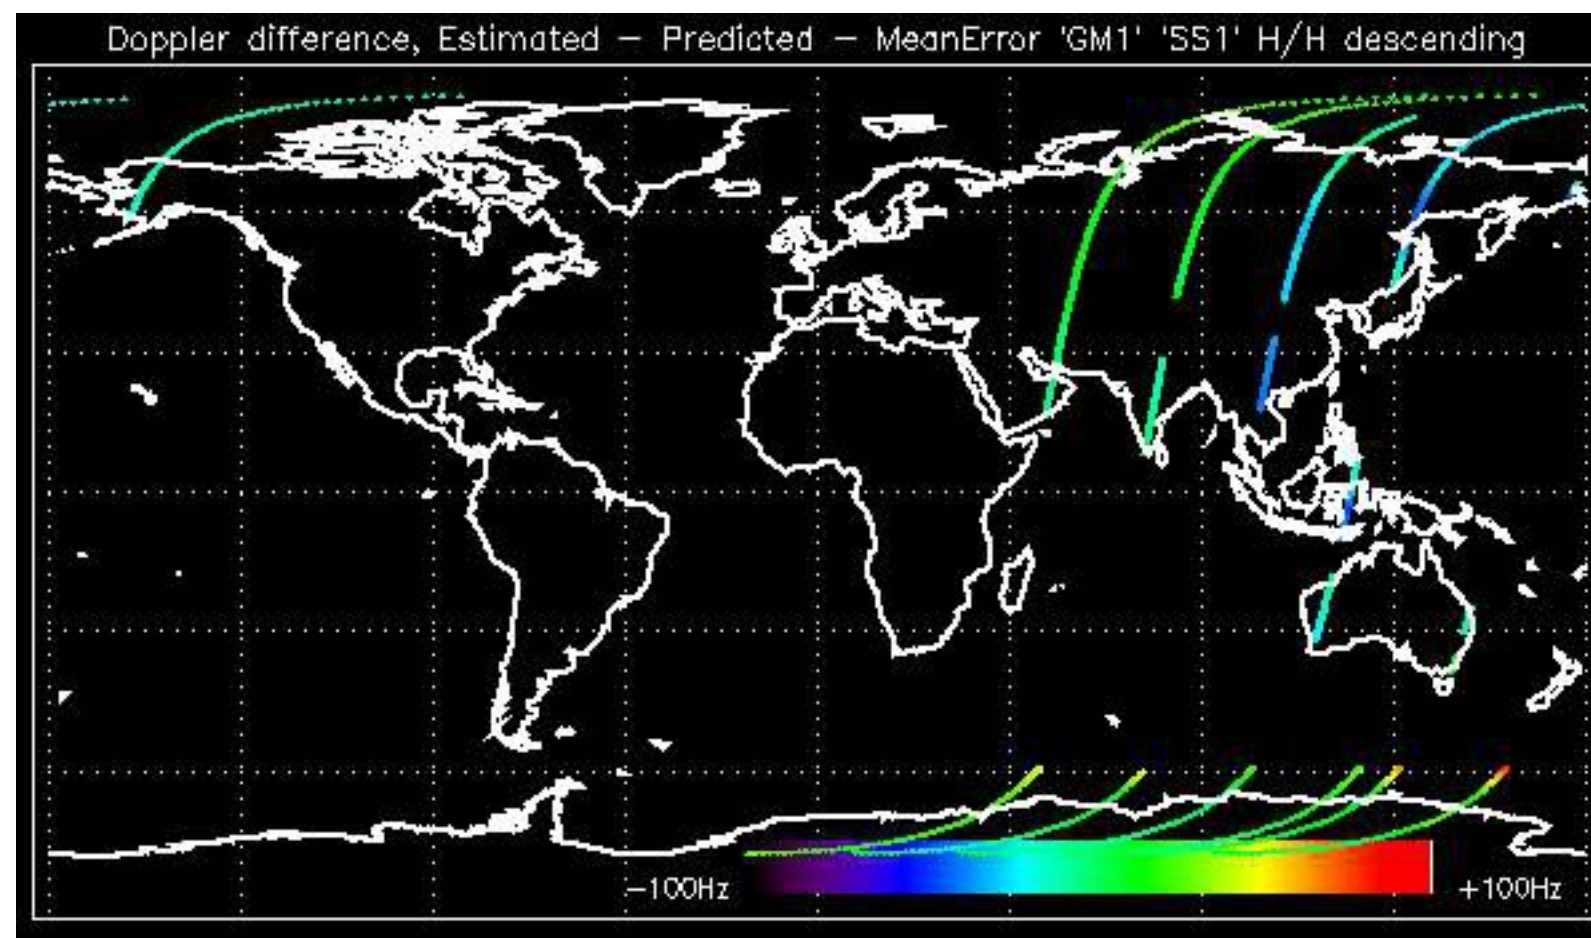 Doppler difference, Estimated – Predicted – MeanError 'GM1' 'SS1' H/H descending
−100Hz
+100Hz